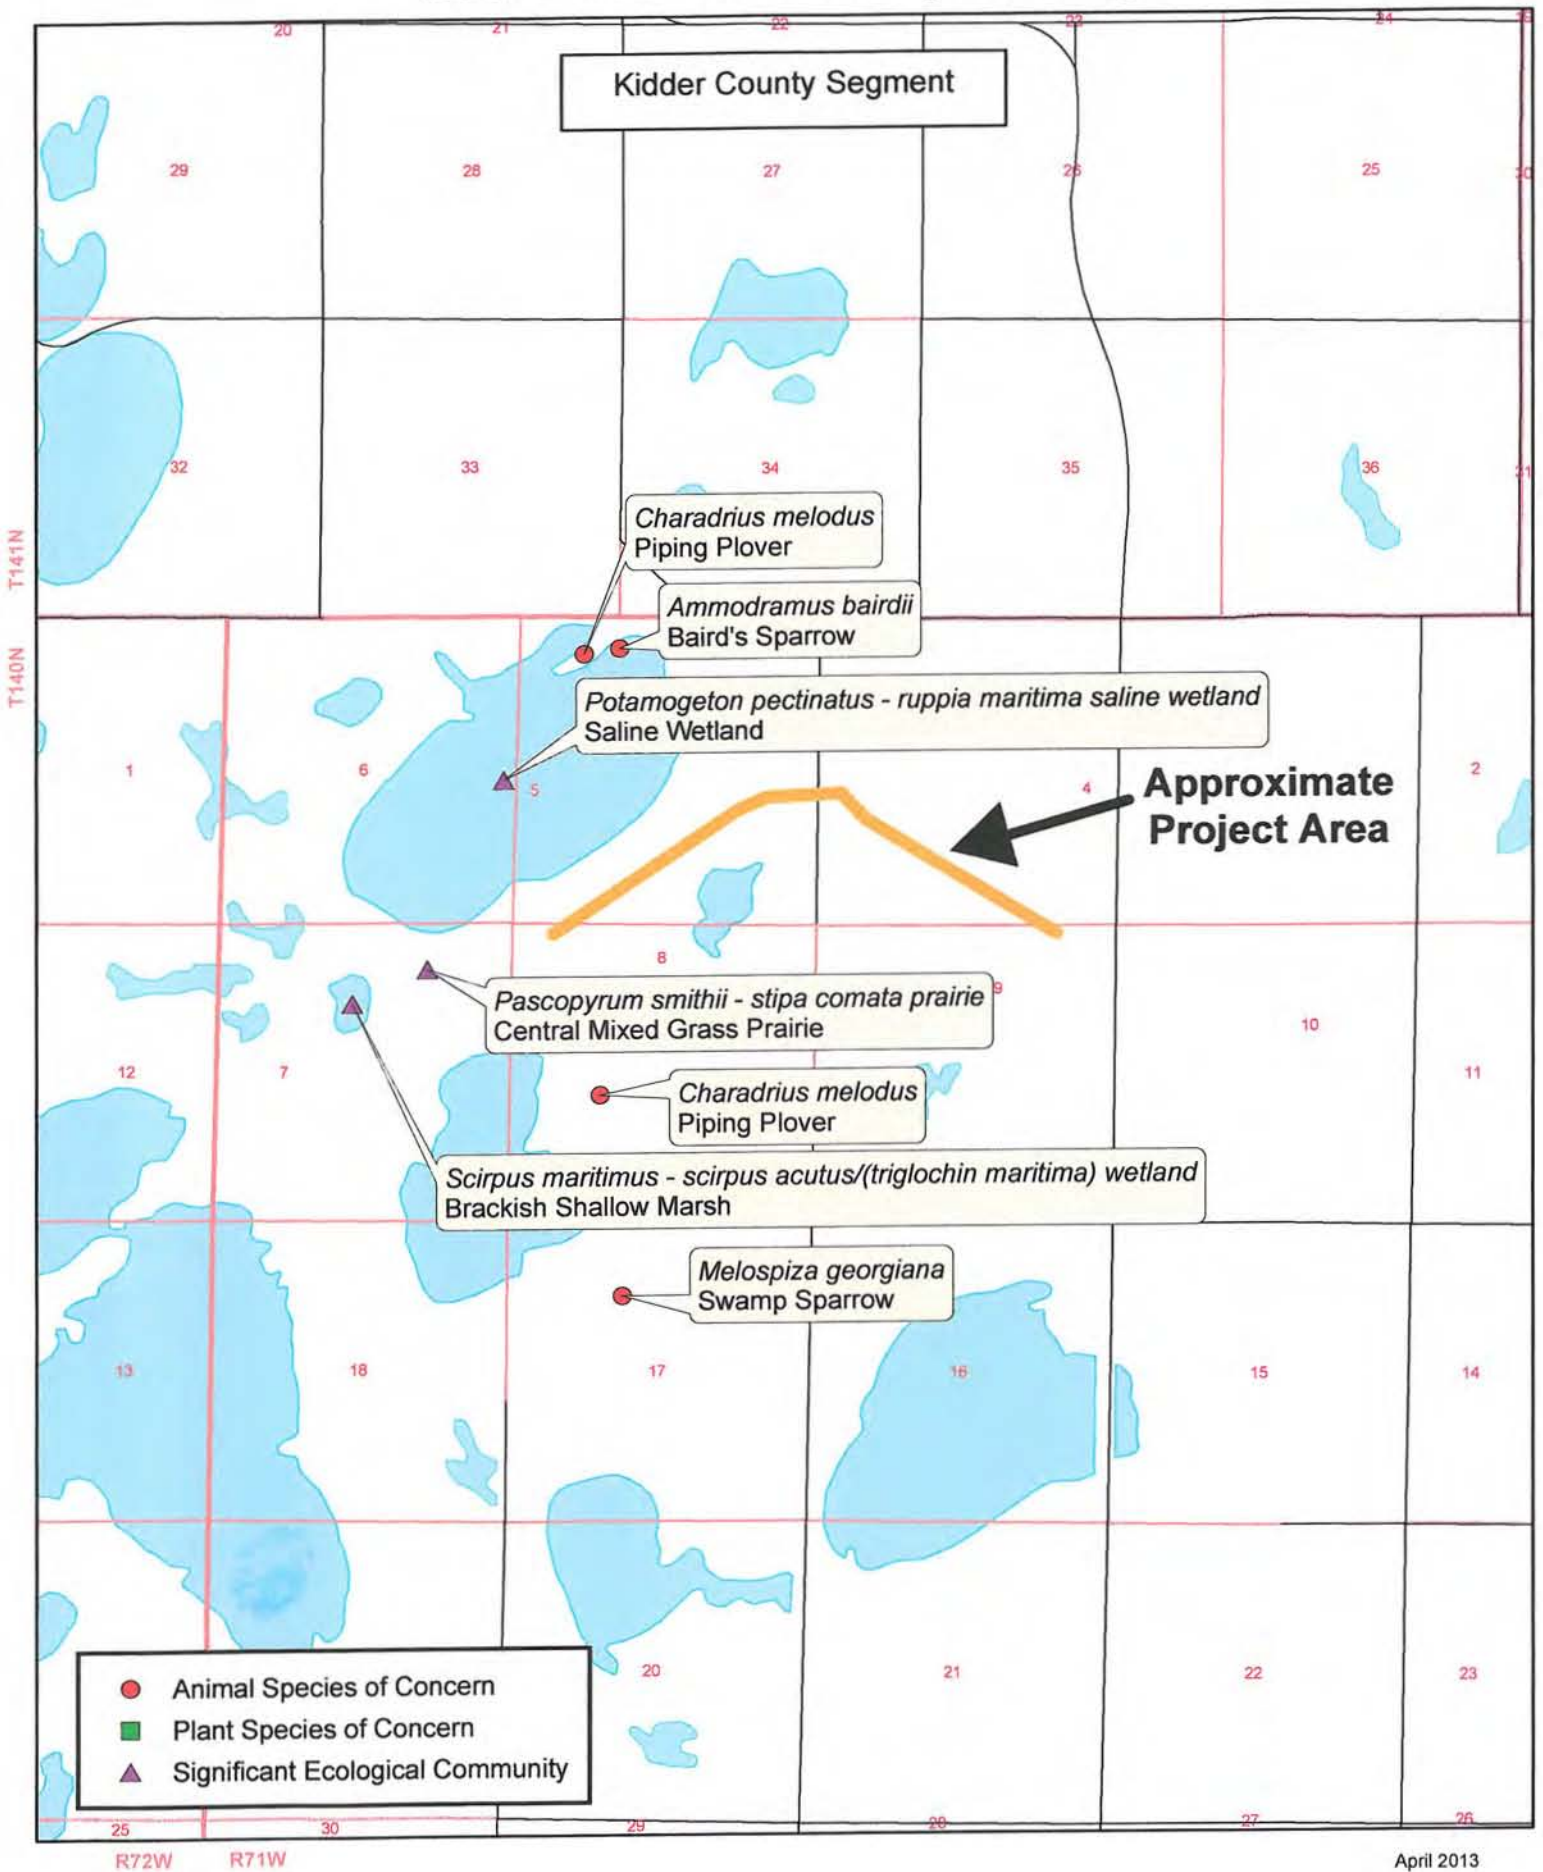 20 21 22 23 24
Kidder County Segment
29 28 27 26 25 30
32 33 34 35 36 31
T141N
Charadrius melodus
Piping Plover
Ammodramus bairdii
Baird's Sparrow
T140N
Potamogeton pectinatus - ruppia maritima saline wetland
Saline Wetland
1 6 5 4 2
Approximate
Project Area
8 9
Pascopyrum smithii - stipa comata prairie
Central Mixed Grass Prairie
10
12 7 11
Charadrius melodus
Piping Plover
Scirpus maritimus - scirpus acutus/(triglochin maritima) wetland
Brackish Shallow Marsh
Melospiza georgiana
Swamp Sparrow
13 18 17 16 15 14
20 21 22 23
Animal Species of Concern
Plant Species of Concern
Significant Ecological Community
25 30 29 28 27 26
R72W R71W
April 2013